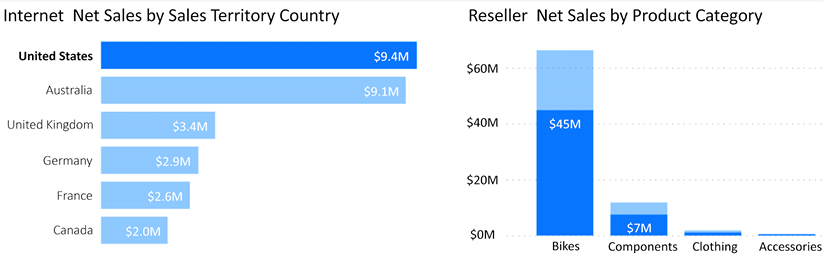 Internet Net Sales by Sales Territory Country
United States
$9.4M
Australia
$9.1M
United Kingdom
$3.4M
Germany
$2.9M
France
$2.6M
Canada
$2.0M
Reseller Net Sales by Product Category
$60M
$40M
$20M
$0M
$45M
$7M
Bikes
Components
Clothing
Accessories